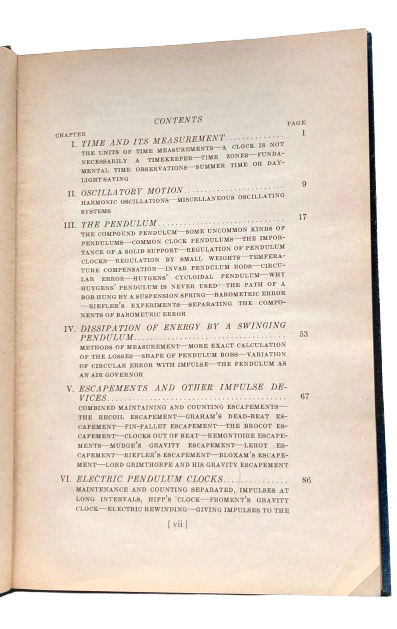 CONTENTS
CHAPTER PAGE
I. TIME AND ITS MEASUREMENT 1
THE UNITS OF TIME MEASUREMENTS—A CLOCK IS NOT
NECESSARILY A TIMEKEEPER—TIME ZONES—FUNDA-
MENTAL TIME OBSERVATIONS—SUMMER TIME OR DAY-
LIGHT SAVING
II. OSCILLATORY MOTION 9
HARMONIC OSCILLATIONS—MISCELLANEOUS OSCILLATING
SYSTEMS
III. THE PENDULUM 17
THE COMPOUND PENDULUM—SOME UNCOMMON KINDS OF
PENDULUMS—COMMON CLOCK PENDULUMS—THE IMPOR-
TANCE OF A SOLID SUPPORT—REGULATION OF PENDULUM
CLOCKS—REGULATION BY SMALL WEIGHTS—TEMPERA-
TURE COMPENSATION—INVAR PENDULUM RODS—CIRCU-
LAR ERROR—HUYGENS' CYCLOIDAL PENDULUM—WHY
HUYGENS' PENDULUM IS NEVER USED—THE PATH OF A
BOB HUNG BY A SUSPENSION SPRING—BAROMETRIC ERROR
—RIEFLER'S EXPERIMENTS—SEPARATING THE COMPO-
NENTS OF BAROMETRIC ERROR
IV. DISSIPATION OF ENERGY BY A SWINGING
PENDULUM 53
METHODS OF MEASUREMENT—MORE EXACT CALCULATION
OF THE LOSSES—SHAPE OF PENDULUM BOBS—VARIATION
OF CIRCULAR ERROR WITH IMPULSE—THE PENDULUM AS
AN AIR GOVERNOR
V. ESCAPEMENTS AND OTHER IMPULSE DE-
VICES 67
COMBINED MAINTAINING AND COUNTING ESCAPEMENTS—
THE RECOIL ESCAPEMENT—GRAHAM'S DEAD-BEAT ES-
CAPEMENT—PIN-PALLET ESCAPEMENT—THE BROCOT ES-
CAPEMENT—CLOCKS OUT OF BEAT—REMONTOIRE ESCAPE-
MENTS—MUDGE'S GRAVITY ESCAPEMENT—LEROY ES-
CAPEMENT—RIEFLER'S ESCAPEMENT—BLOXAM'S ESCAPE-
MENT—LORD GRIMTHORPE AND HIS GRAVITY ESCAPEMENT
VI. ELECTRIC PENDULUM CLOCKS 86
MAINTENANCE AND COUNTING SEPARATED, IMPULSES AT
LONG INTERVALS, HIPP'S CLOCK—FROMENT'S GRAVITY
CLOCK—ELECTRIC REWINDING—GIVING IMPULSES TO THE
[ vii ]